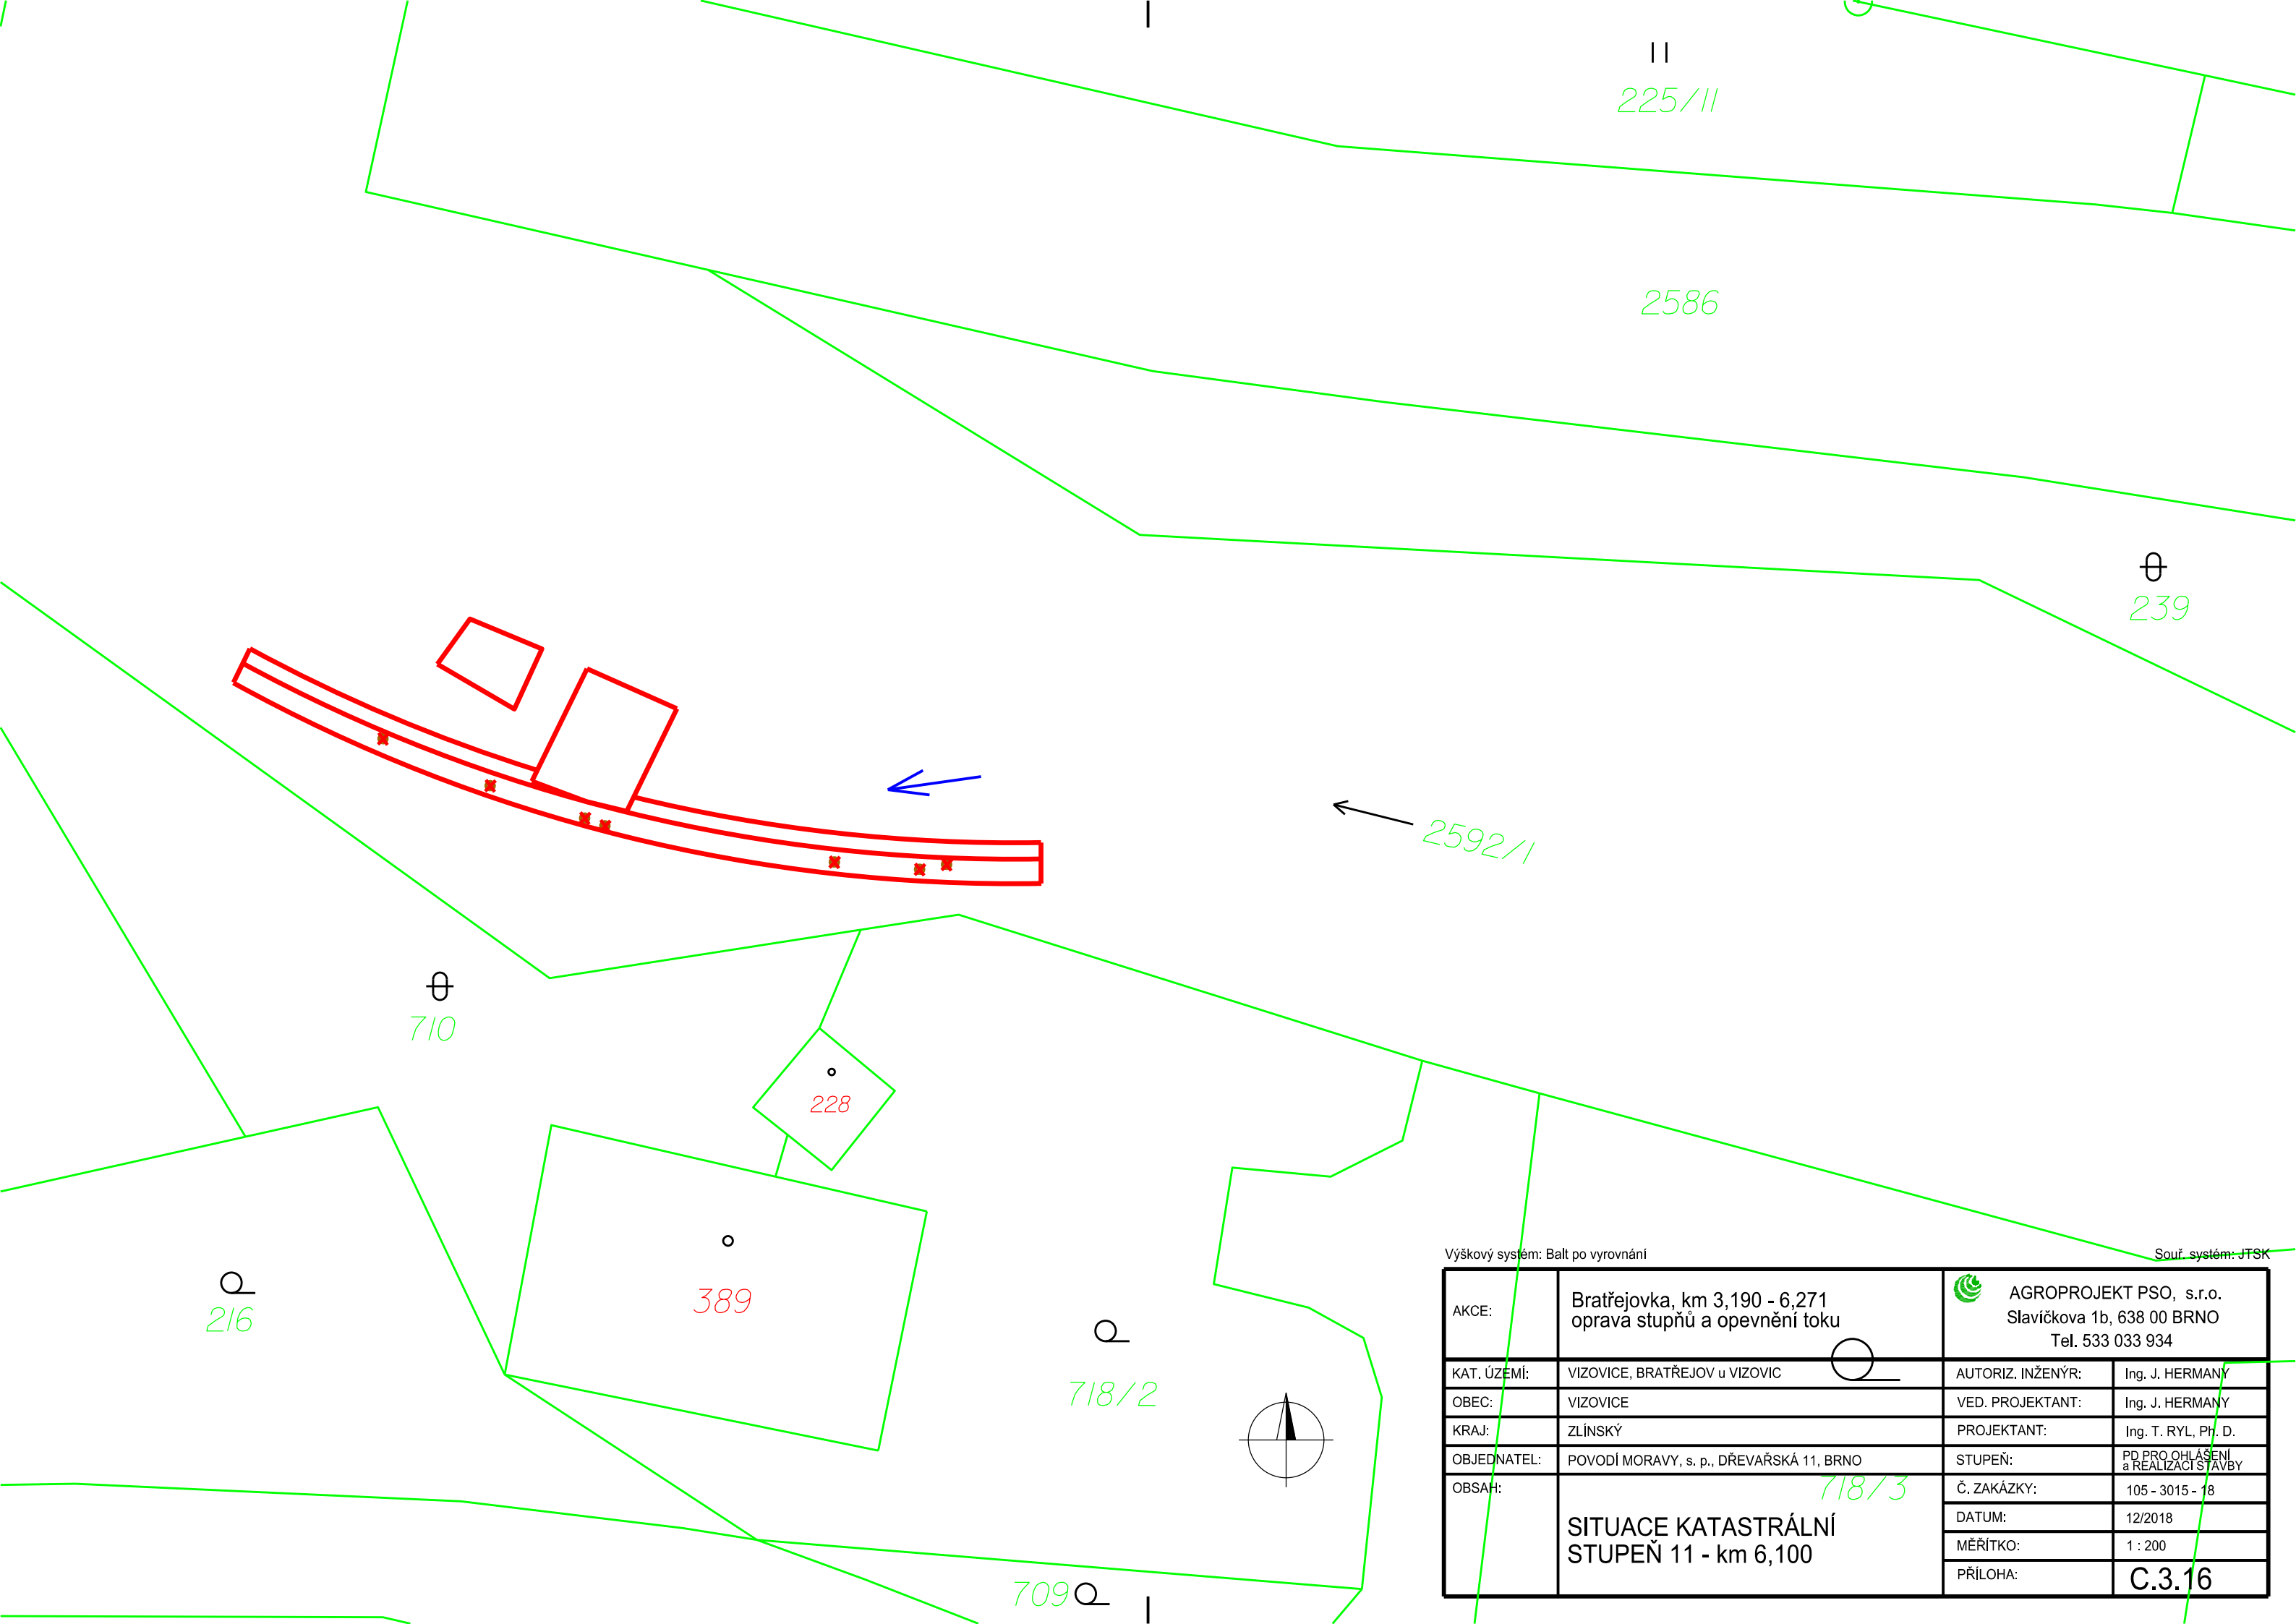 225/11
2586
239
2592/1
710
228
389
216
718/2
709
718/3
Výškový systém: Balt po vyrovnání
Souř. systém: JTSK
AKCE:
Bratřejovka, km 3,190 - 6,271
oprava stupňů a opevnění toku
AGROPROJEKT PSO, s.r.o.
Slavíčkova 1b, 638 00 BRNO
Tel. 533 033 934
KAT. ÚZEMÍ: VIZOVICE, BRATŘEJOV u VIZOVIC
AUTORIZ. INŽENÝR: Ing. J. HERMANY
OBEC: VIZOVICE
VED. PROJEKTANT: Ing. J. HERMANY
KRAJ: ZLÍNSKÝ
PROJEKTANT: Ing. T. RYL, Ph. D.
OBJEDNATEL: POVODÍ MORAVY, s. p., DŘEVAŘSKÁ 11, BRNO
STUPEŇ: PD PRO OHLÁŠENÍ
a REALIZACI STAVBY
OBSAH:
SITUACE KATASTRÁLNÍ
STUPEŇ 11 - km 6,100
Č. ZAKÁZKY: 105 - 3015 - 18
DATUM: 12/2018
MĚŘÍTKO: 1 : 200
PŘÍLOHA: C.3.16